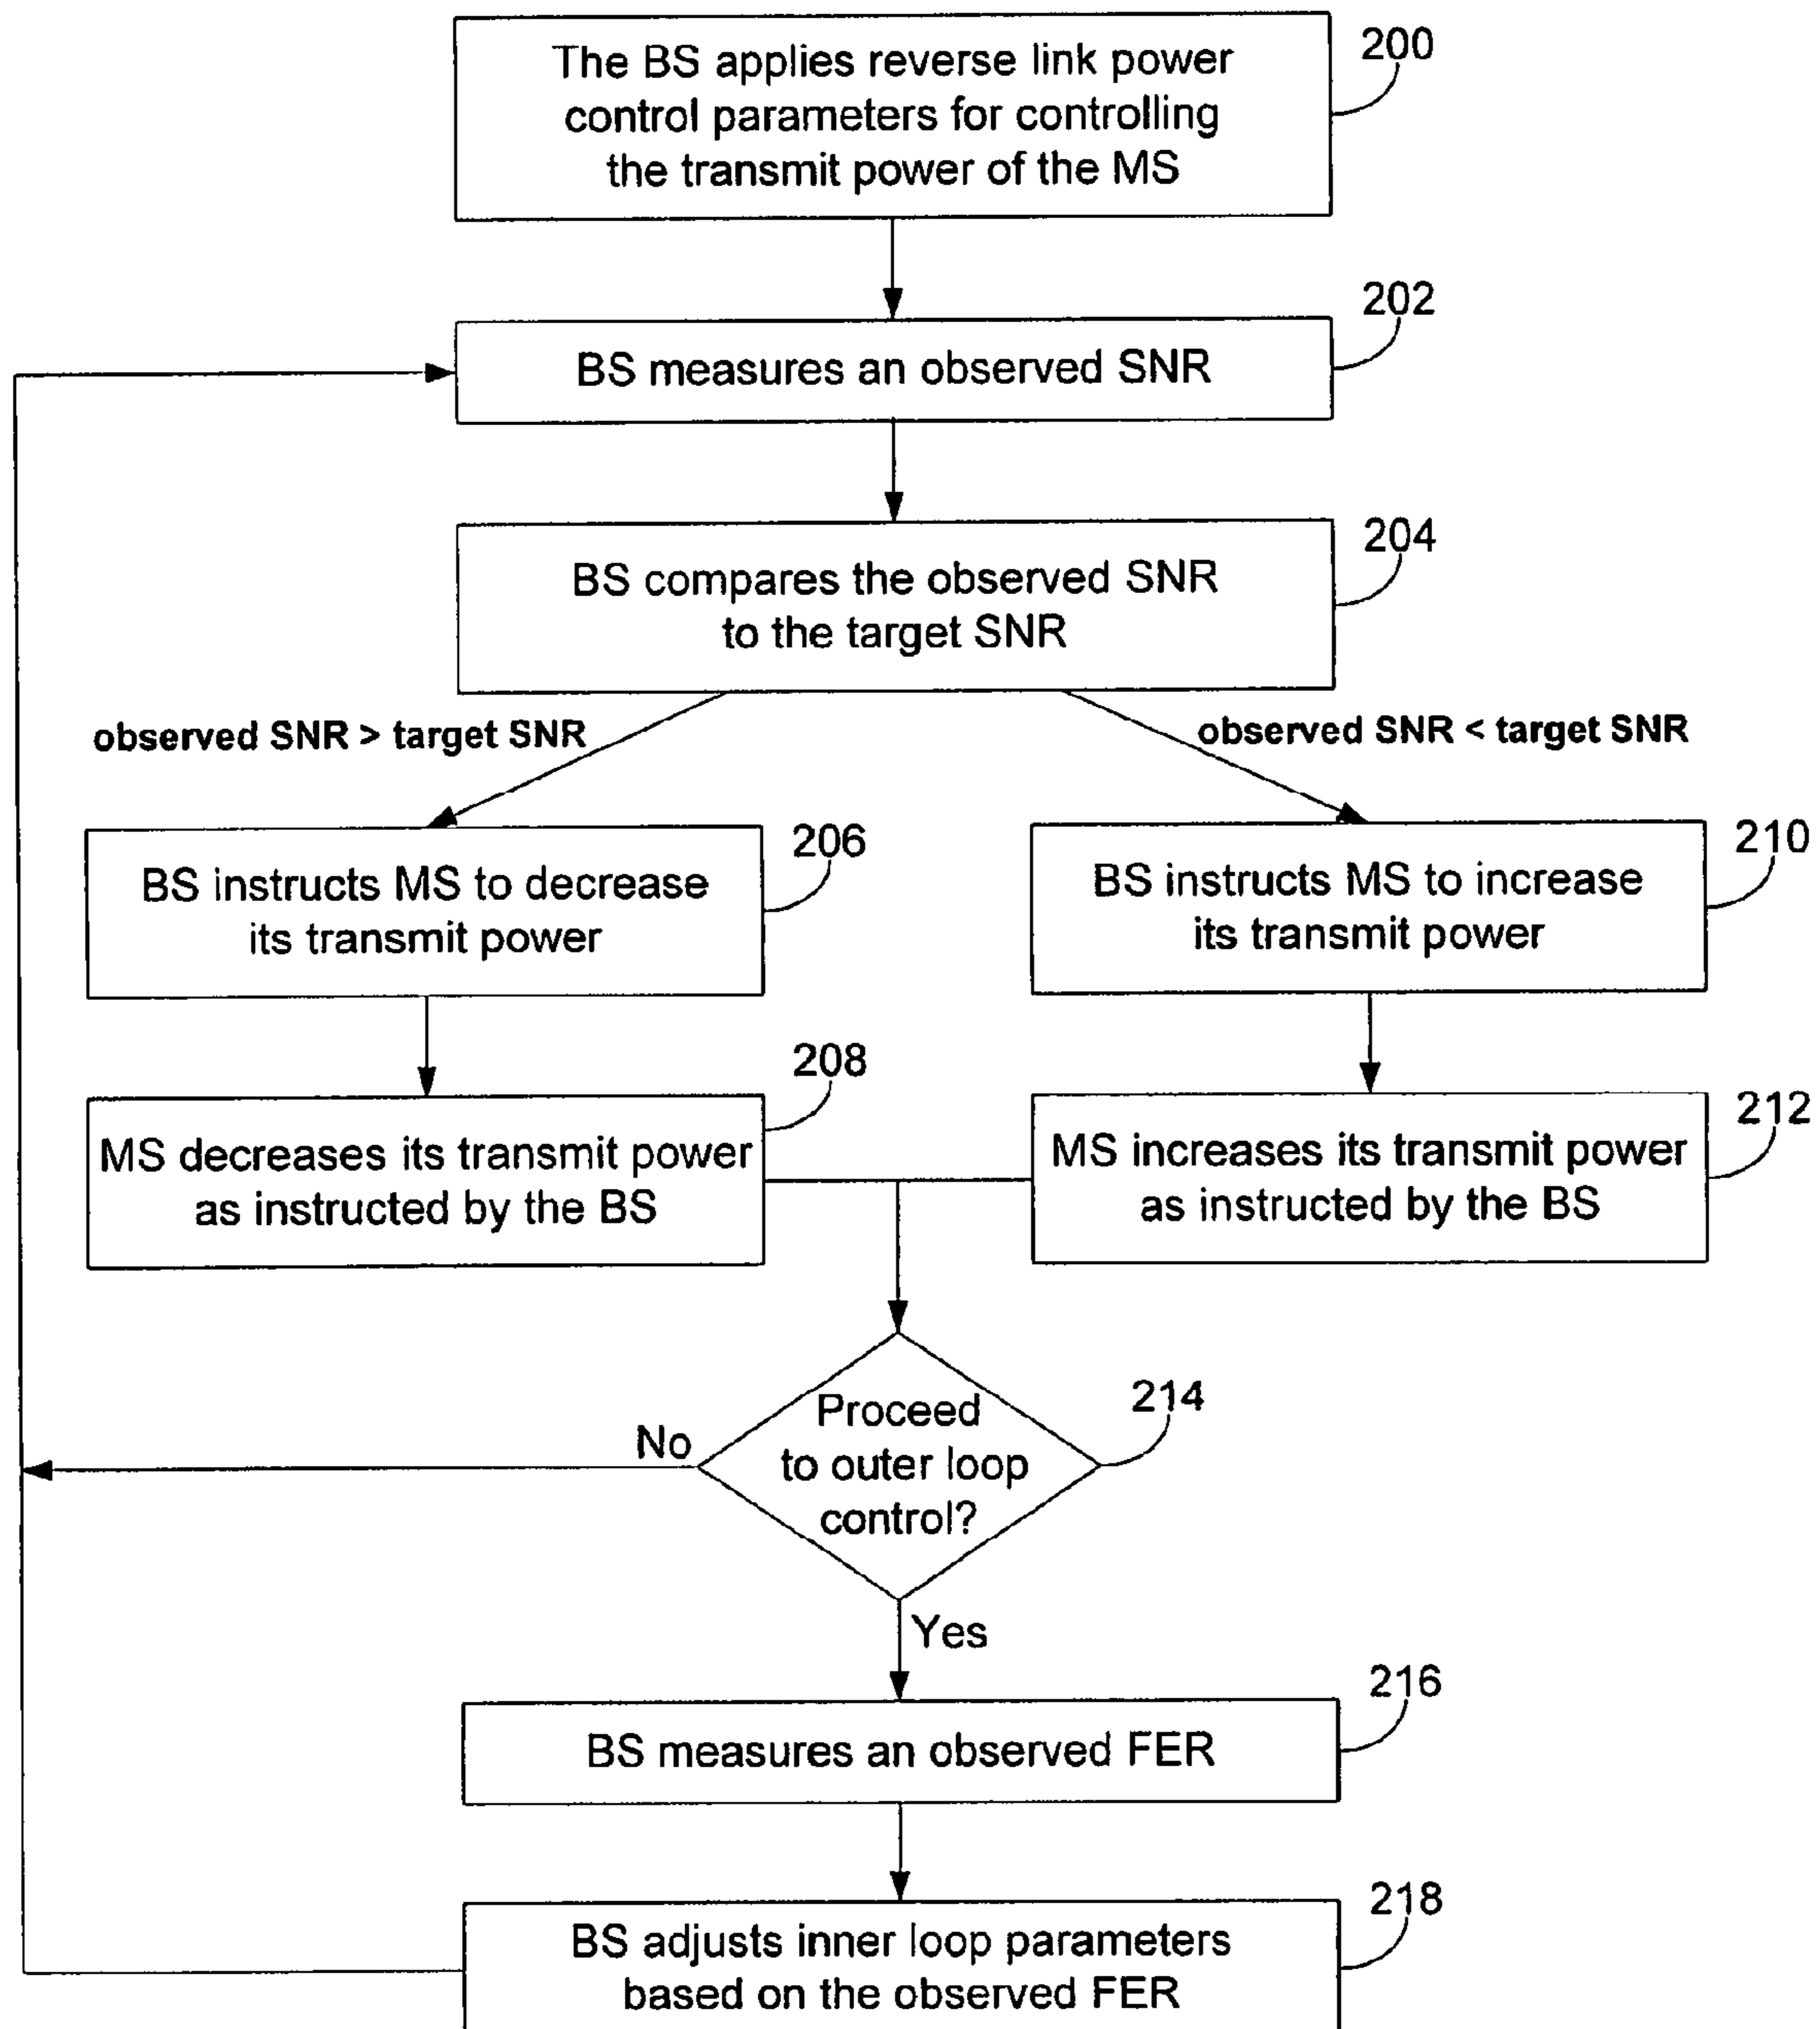 The BS applies reverse link power
control parameters for controlling
the transmit power of the MS
200
BS measures an observed SNR
202
BS compares the observed SNR
to the target SNR
204
observed SNR > target SNR
observed SNR < target SNR
BS instructs MS to decrease
its transmit power
206
BS instructs MS to increase
its transmit power
210
MS decreases its transmit power
as instructed by the BS
208
MS increases its transmit power
as instructed by the BS
212
Proceed
to outer loop
control?
214
No
Yes
BS measures an observed FER
216
BS adjusts inner loop parameters
based on the observed FER
218